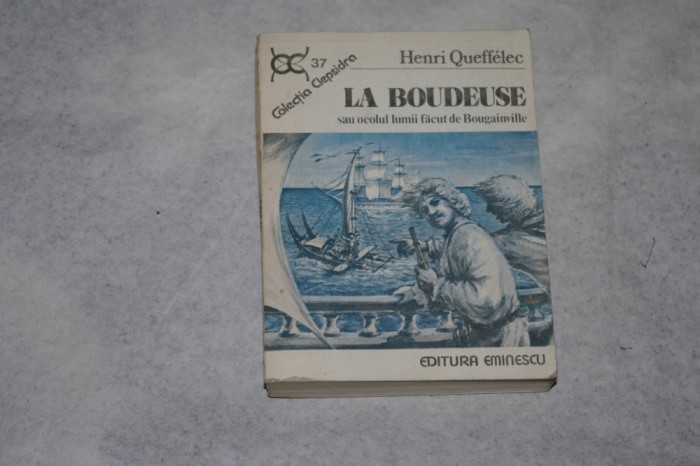 37
Colecția Clepsidra
Henri Queffélec
LA BOUDEUSE
sau ocolul lumii făcut de Bougainville
EDITURA EMINESCU